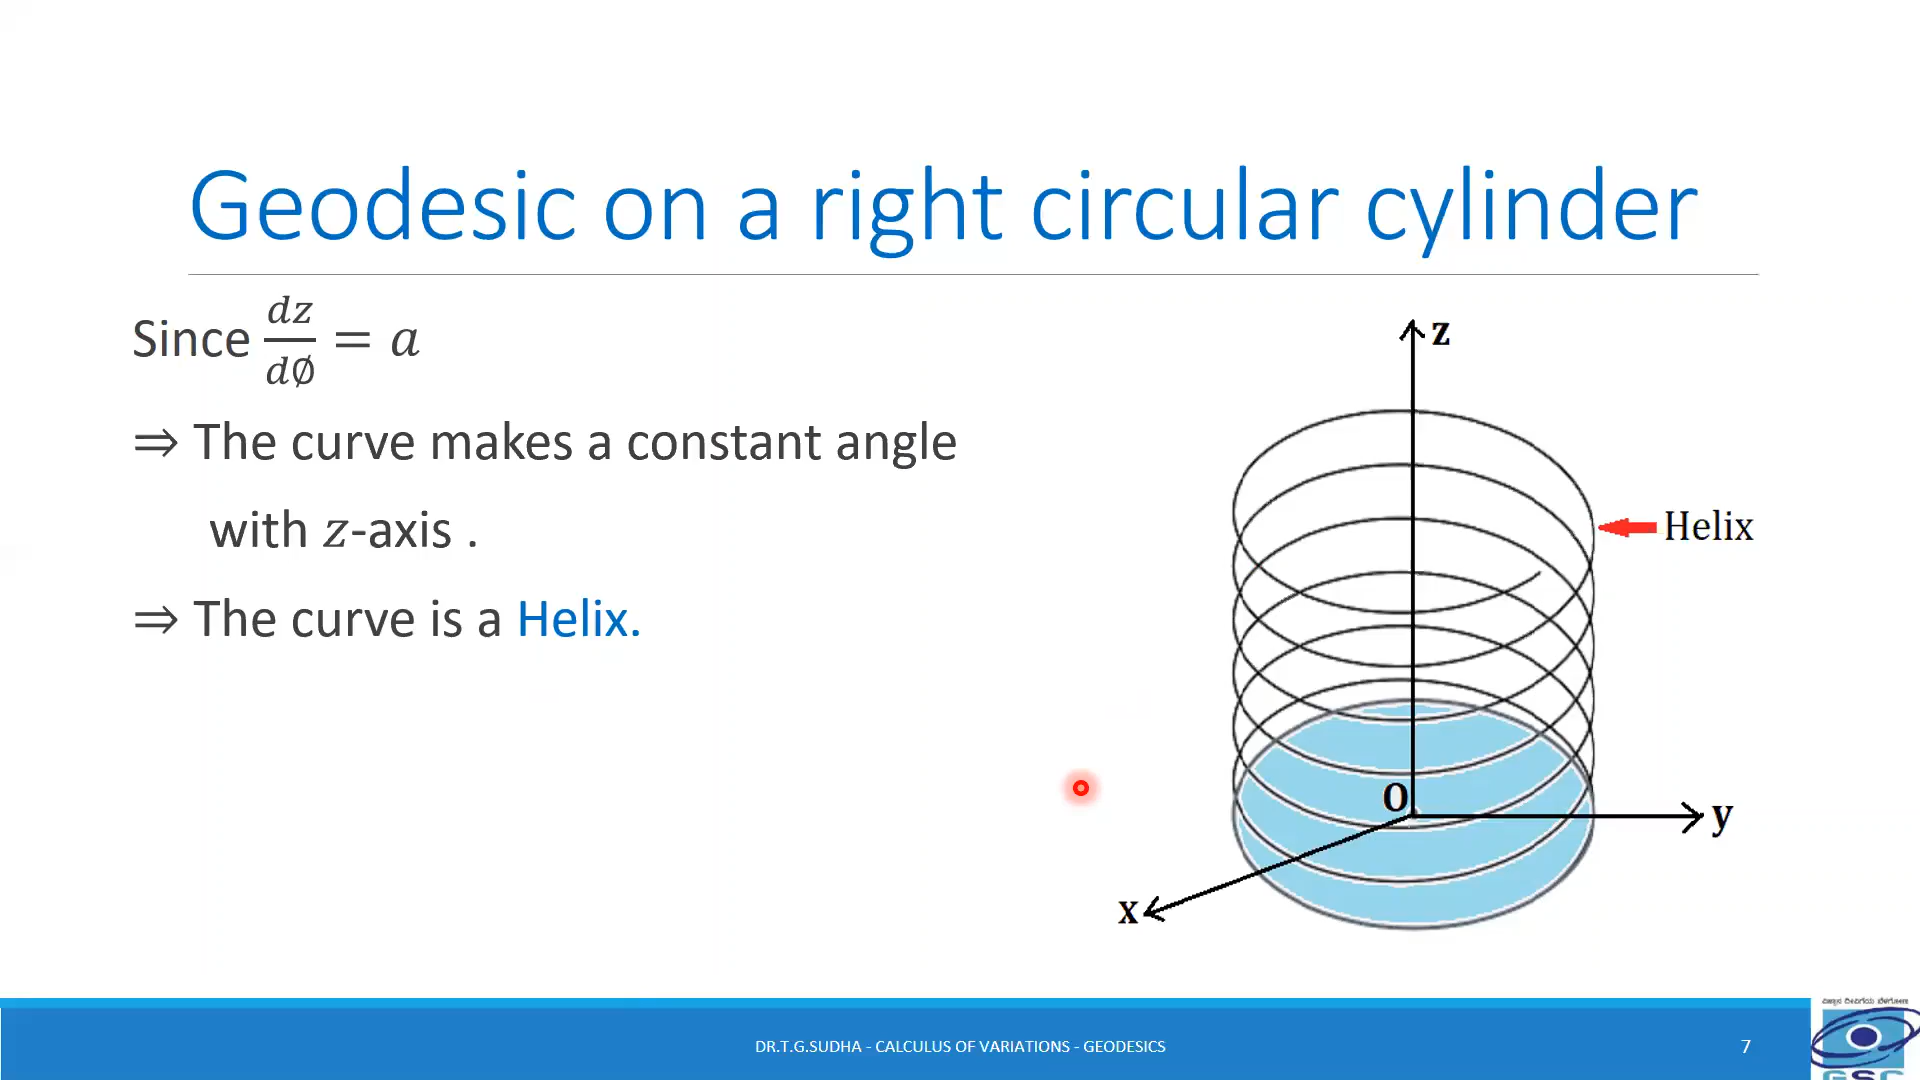 Geodesic on a right circular cylinder
Since dz/d∅ = a
⇒ The curve makes a constant angle
with z-axis .
⇒ The curve is a Helix.
z
Helix
O
y
x
DR.T.G.SUDHA - CALCULUS OF VARIATIONS - GEODESICS
7
GSC